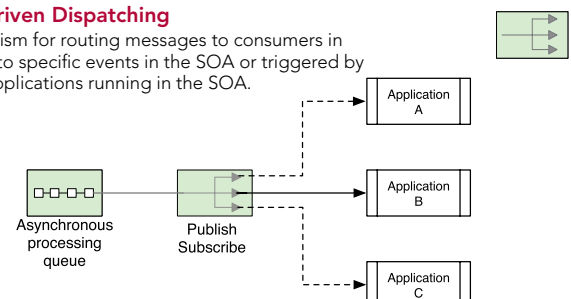 riven Dispatching
ism for routing messages to consumers in
to specific events in the SOA or triggered by
pplications running in the SOA.
Application
A
Application
B
Asynchronous
processing
queue
Publish
Subscribe
Application
C